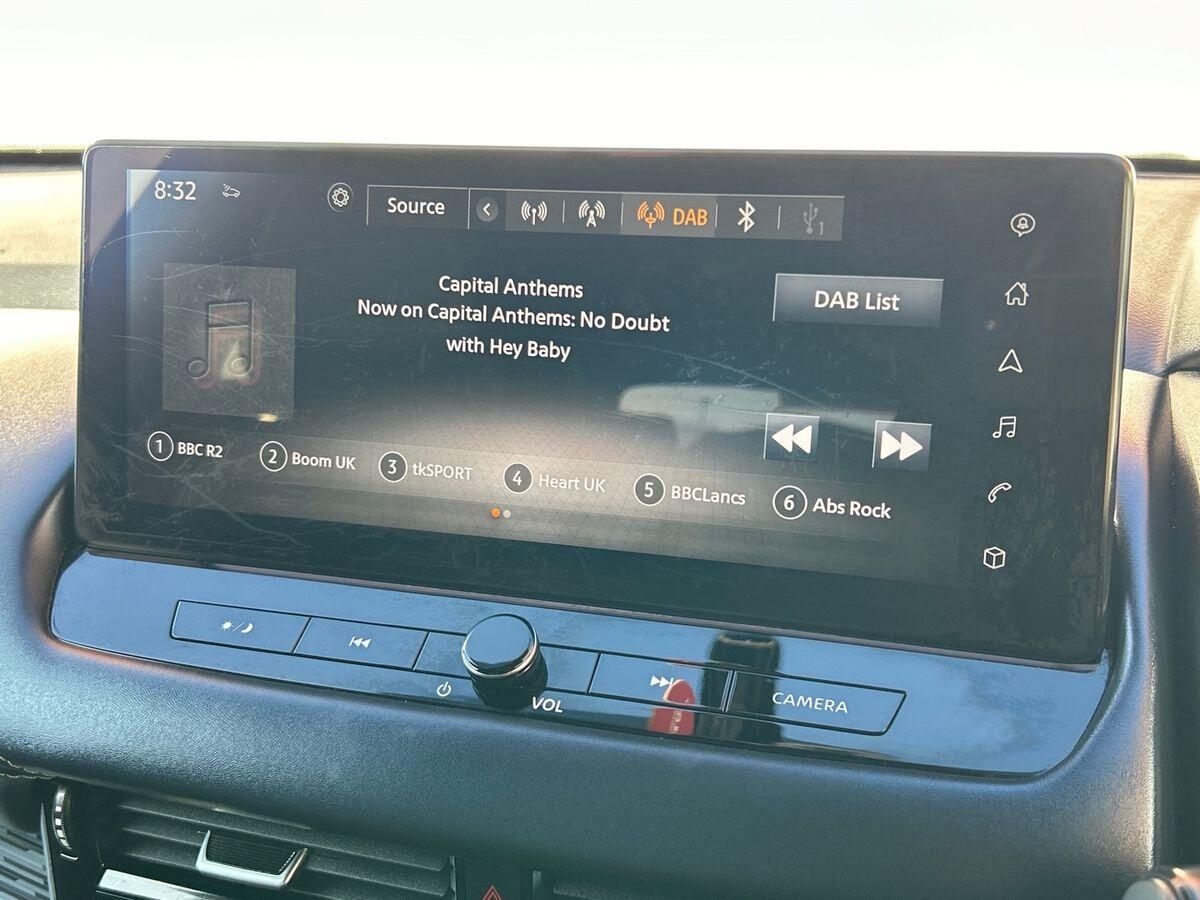 8:32
Source
DAB
1
Capital Anthems
Now on Capital Anthems: No Doubt
with Hey Baby
DAB List
1 BBC R2
2 Boom UK
3 tkSPORT
4 Heart UK
5 BBCLancs
6 Abs Rock
VOL
CAMERA